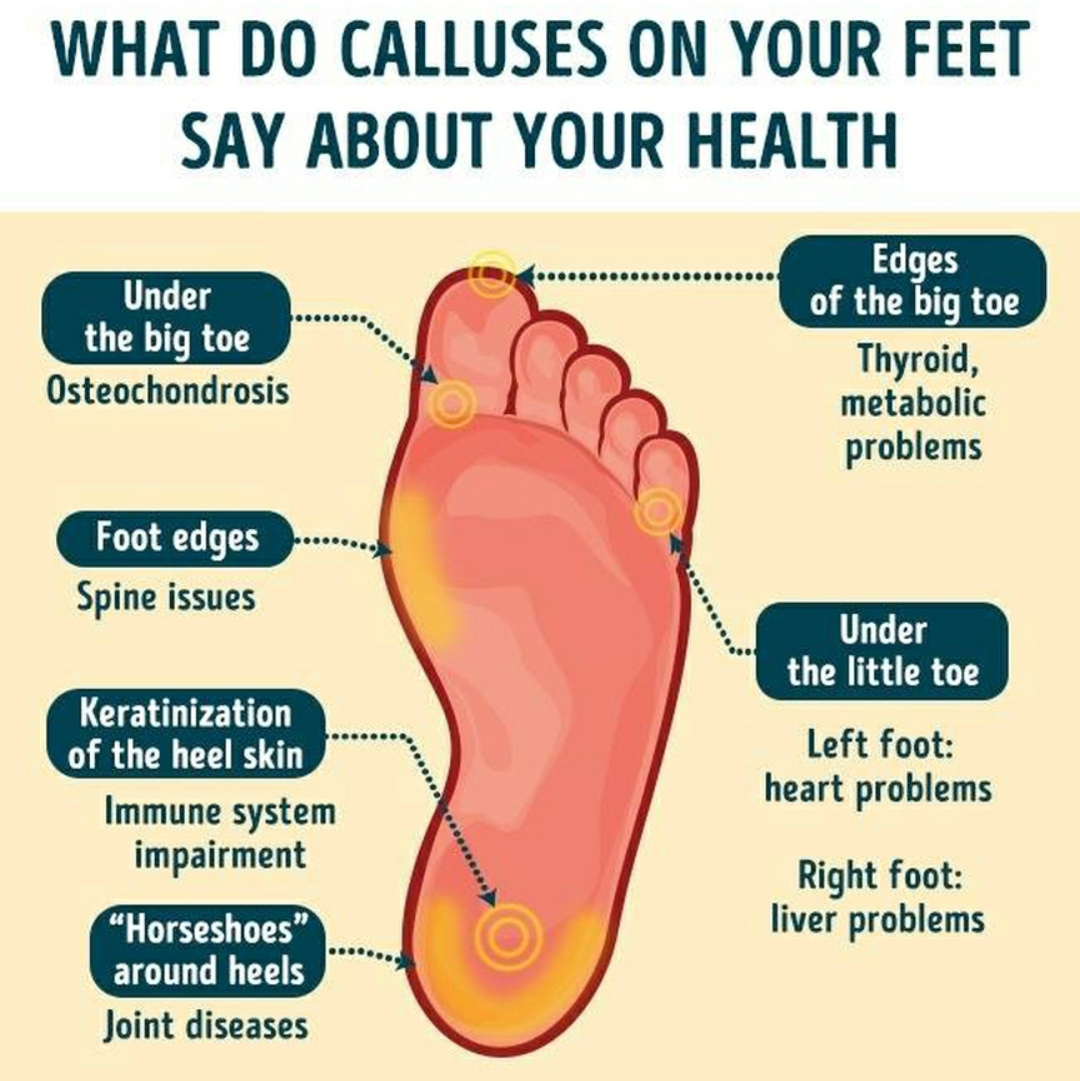 WHAT DO CALLUSES ON YOUR FEET
SAY ABOUT YOUR HEALTH
Under
the big toe
Osteochondrosis
Edges
of the big toe
Thyroid,
metabolic
problems
Foot edges
Spine issues
Under
the little toe
Left foot:
heart problems
Right foot:
liver problems
Keratinization
of the heel skin
Immune system
impairment
“Horseshoes”
around heels
Joint diseases